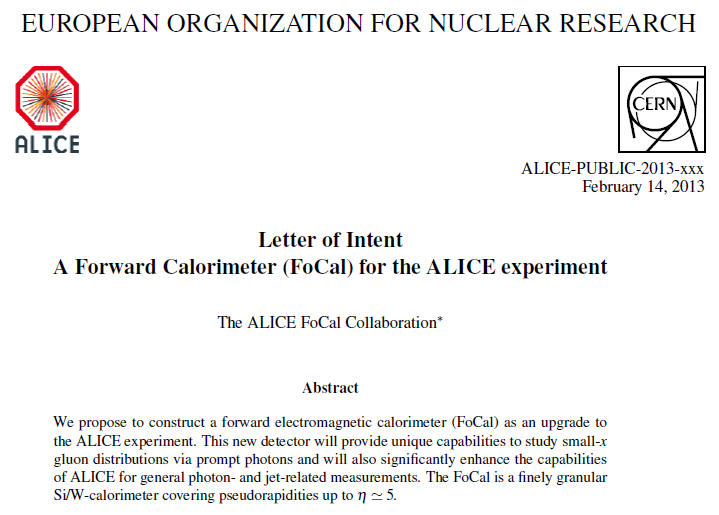 EUROPEAN ORGANIZATION FOR NUCLEAR RESEARCH
ALICE
CERN
ALICE-PUBLIC-2013-xxx
February 14, 2013
Letter of Intent
A Forward Calorimeter (FoCal) for the ALICE experiment
The ALICE FoCal Collaboration*
Abstract
We propose to construct a forward electromagnetic calorimeter (FoCal) as an upgrade to
the ALICE experiment. This new detector will provide unique capabilities to study small-x
gluon distributions via prompt photons and will also significantly enhance the capabilities
of ALICE for general photon- and jet-related measurements. The FoCal is a finely granular
Si/W-calorimeter covering pseudorapidities up to η ≃ 5.